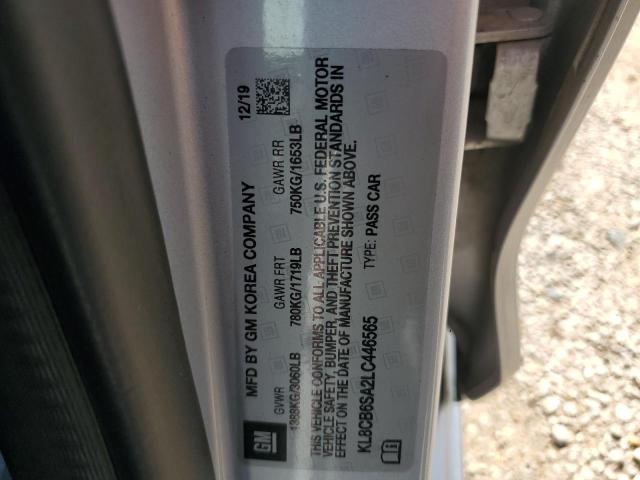 GM
MFD BY GM KOREA COMPANY 12/19
GVWR GAWR FRT GAWR RR
1388KG/3060LB 780KG/1719LB 750KG/1653LB
THIS VEHICLE CONFORMS TO ALL APPLICABLE U.S. FEDERAL MOTOR
VEHICLE SAFETY, BUMPER, AND THEFT PREVENTION STANDARDS IN
EFFECT ON THE DATE OF MANUFACTURE SHOWN ABOVE.
KL8CB6SA2LC446565 TYPE: PASS CAR